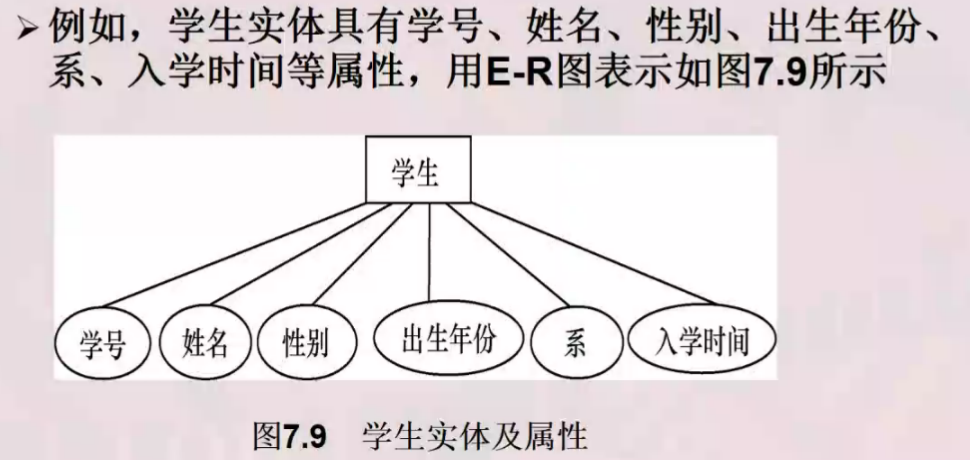 ➢ 例如，学生实体具有学号、姓名、性别、出生年份、
系、入学时间等属性，用E-R图表示如图7.9所示
学生
学号 姓名 性别 出生年份 系 入学时间
图7.9 学生实体及属性